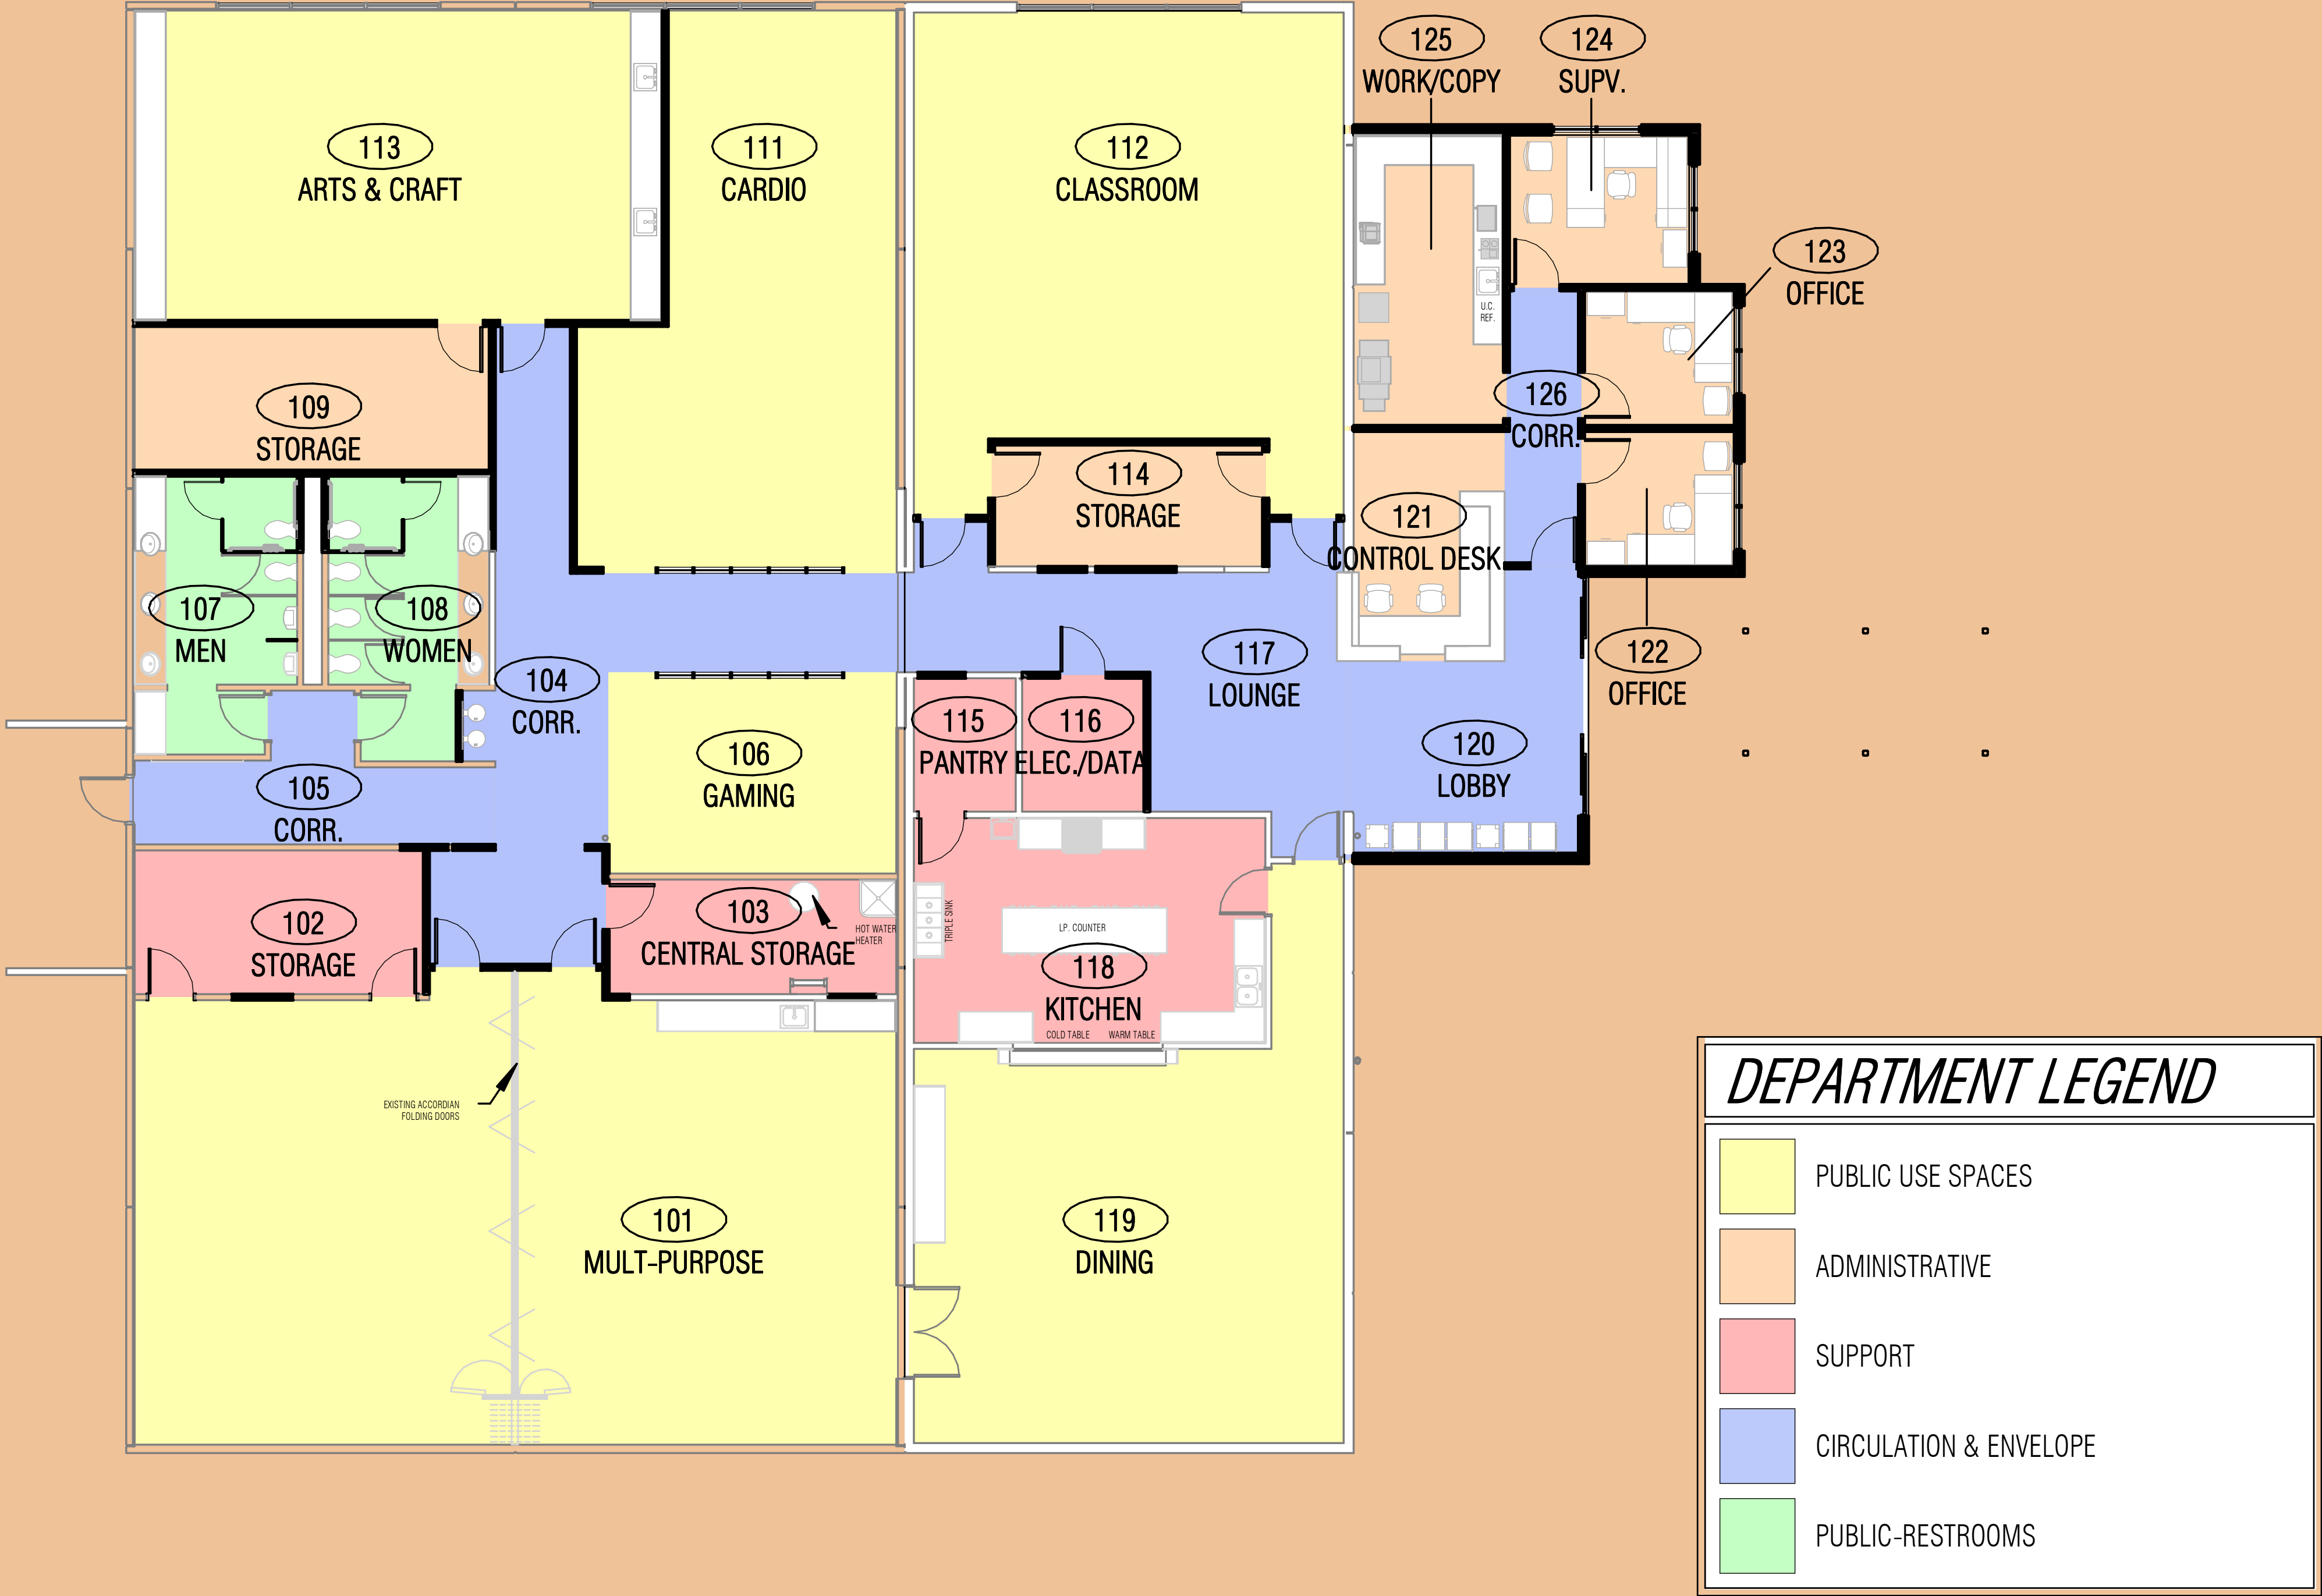 125
WORK/COPY
124
SUPV.
113
ARTS & CRAFT
111
CARDIO
112
CLASSROOM
123
OFFICE
U.C.
REF.
109
STORAGE
126
CORR.
114
STORAGE
121
CONTROL DESK
107
MEN
108
WOMEN
104
CORR.
117
LOUNGE
122
OFFICE
115
PANTRY
116
ELEC./DATA
106
GAMING
120
LOBBY
105
CORR.
102
STORAGE
103
CENTRAL STORAGE
HOT WATER
HEATER
TRIPLE SINK
LP. COUNTER
118
KITCHEN
COLD TABLE
WARM TABLE
EXISTING ACCORDIAN
FOLDING DOORS
101
MULT-PURPOSE
119
DINING
DEPARTMENT LEGEND
PUBLIC USE SPACES
ADMINISTRATIVE
SUPPORT
CIRCULATION & ENVELOPE
PUBLIC-RESTROOMS